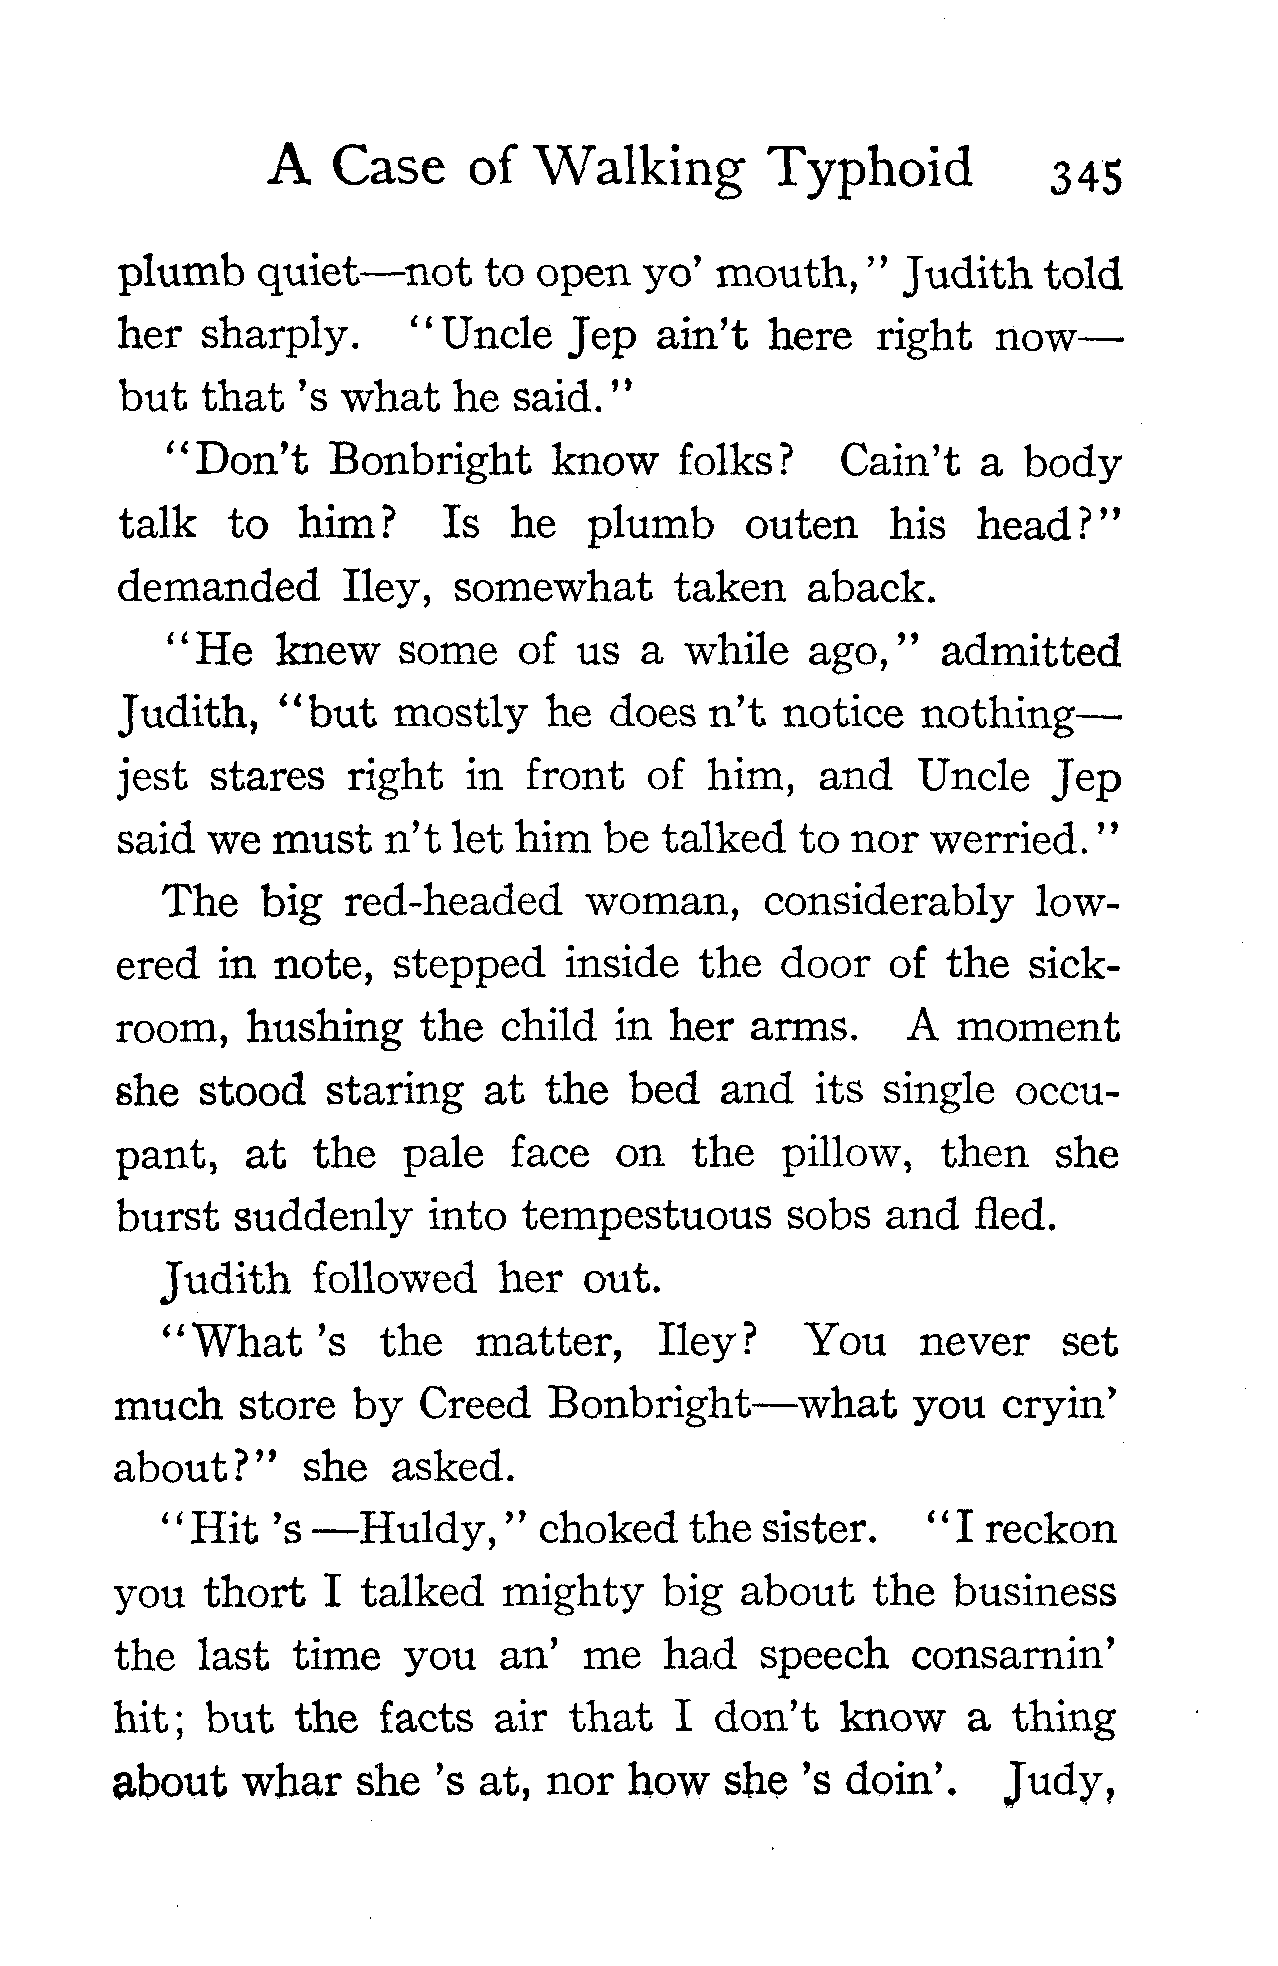 A Case of Walking Typhoid 345
plumb quiet—not to open yo' mouth," Judith told
her sharply. "Uncle Jep ain't here right now—
but that 's what he said."
"Don't Bonbright know folks? Cain't a body
talk to him? Is he plumb outen his head?"
demanded Iley, somewhat taken aback.
"He knew some of us a while ago," admitted
Judith, "but mostly he does n't notice nothing—
jest stares right in front of him, and Uncle Jep
said we must n't let him be talked to nor werried."
The big red-headed woman, considerably low-
ered in note, stepped inside the door of the sick-
room, hushing the child in her arms. A moment
she stood staring at the bed and its single occu-
pant, at the pale face on the pillow, then she
burst suddenly into tempestuous sobs and fled.
Judith followed her out.
"What 's the matter, Iley? You never set
much store by Creed Bonbright—what you cryin'
about?" she asked.
"Hit 's—Huldy," choked the sister. "I reckon
you thort I talked mighty big about the business
the last time you an' me had speech consarnin'
hit; but the facts air that I don't know a thing
about whar she 's at, nor how she 's doin'. Judy,